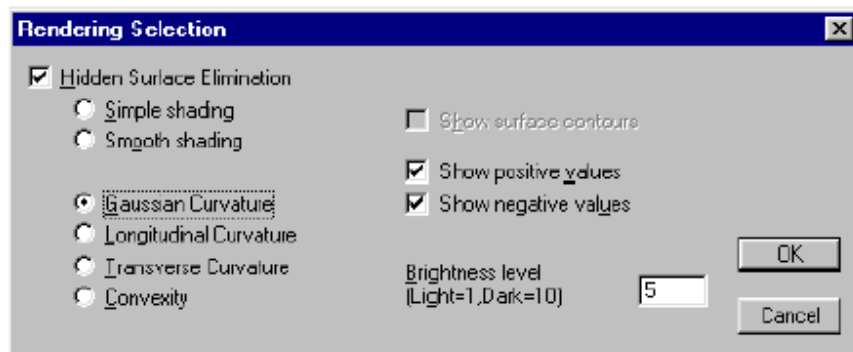 Rendering Selection
Hidden Surface Elimination
Simple shading
Smooth shading
Gaussian Curvature
Longitudinal Curvature
Transverse Curvature
Convexity
Show surface contours
Show positive values
Show negative values
Brightness level
(Light=1,Dark=10)
5
OK
Cancel